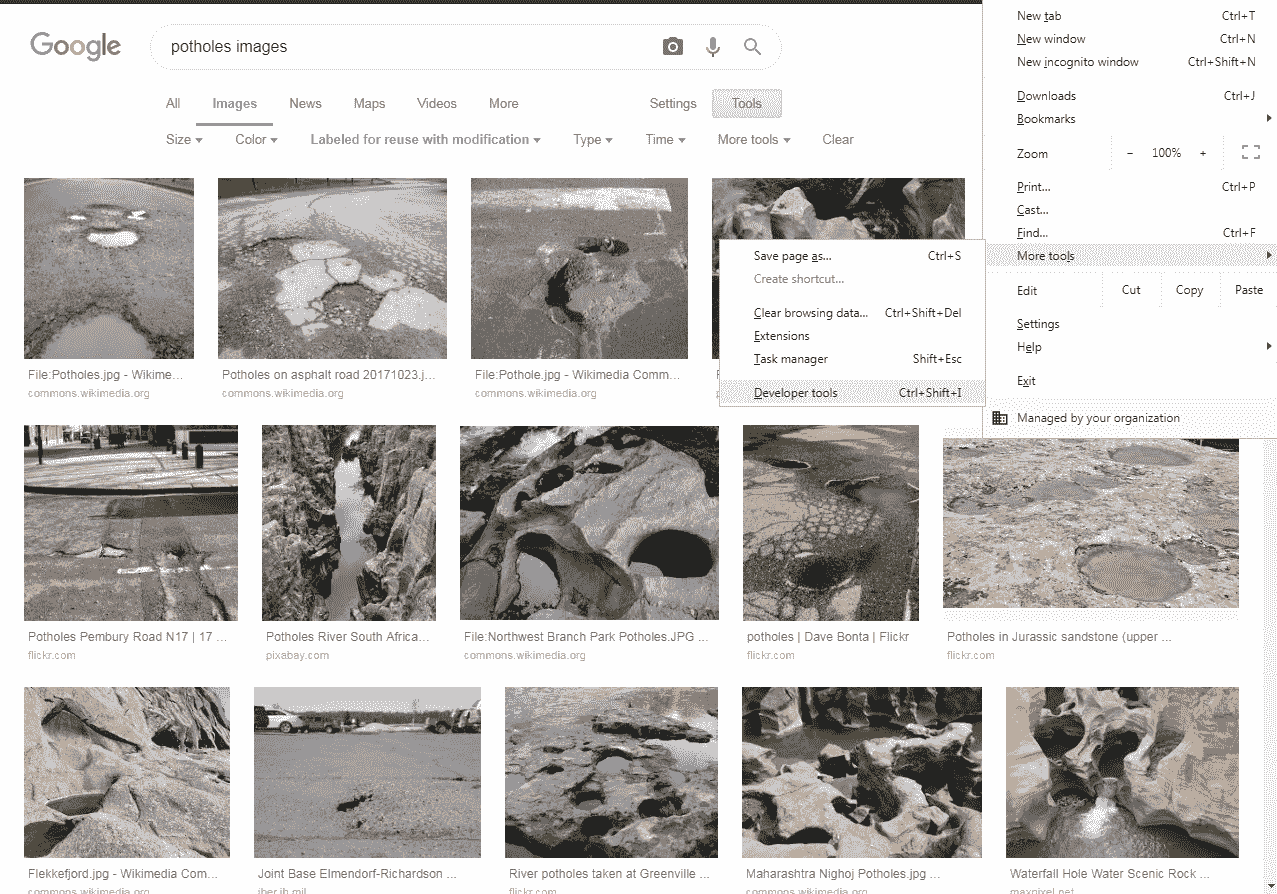 Google
potholes images
All Images News Maps Videos More Settings Tools
Size Color Labeled for reuse with modification Type Time More tools Clear
New tab Ctrl+T
New window Ctrl+N
New incognito window Ctrl+Shift+N
Downloads Ctrl+J
Bookmarks
Zoom − 100% +
Print... Ctrl+P
Cast...
Find... Ctrl+F
More tools
Edit Cut Copy Paste
Settings
Help
Exit
Managed by your organization
Save page as... Ctrl+S
Create shortcut...
Clear browsing data... Ctrl+Shift+Del
Extensions
Task manager Shift+Esc
Developer tools Ctrl+Shift+I
File:Potholes.jpg - Wikime...
commons.wikimedia.org
Potholes on asphalt road 20171023.j...
commons.wikimedia.org
File:Pothole.jpg - Wikimedia Comm...
commons.wikimedia.org
Potholes Pembury Road N17 | 17 ...
flickr.com
Potholes River South Africa...
pixabay.com
File:Northwest Branch Park Potholes.JPG ...
commons.wikimedia.org
potholes | Dave Bonta | Flickr
flickr.com
Potholes in Jurassic sandstone (upper ...
flickr.com
Flekkefjord.jpg - Wikimedia Com...
commons.wikimedia.org
Joint Base Elmendorf-Richardson ...
jber.jb.mil
River potholes taken at Greenville ...
flickr.com
Maharashtra Nighoj Potholes.jpg ...
commons.wikimedia.org
Waterfall Hole Water Scenic Rock ...
maxpixel.net